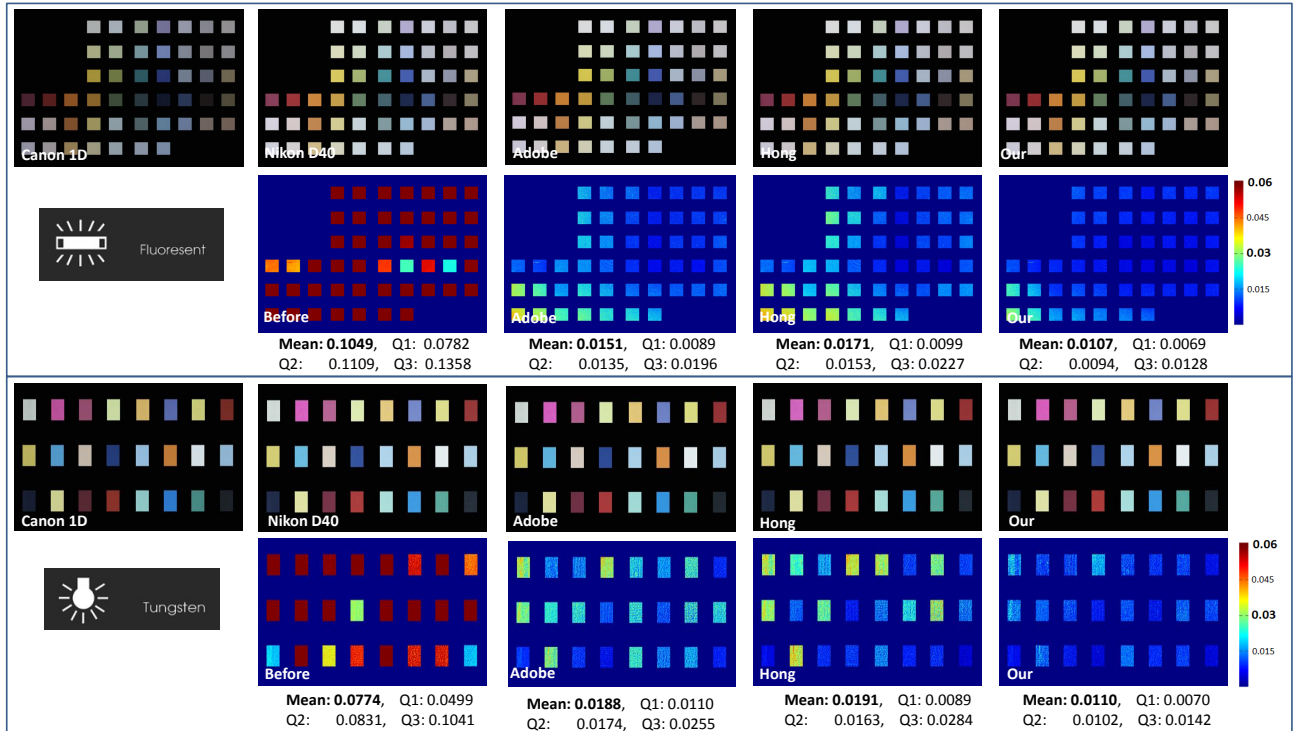 Canon 1D
Nikon D40
Adobe
Hong
Our
Fluoresent
Before
Adobe
Hong
Our
0.06
0.045
0.03
0.015
Mean: 0.1049, Q1: 0.0782
Q2: 0.1109, Q3: 0.1358
Mean: 0.0151, Q1: 0.0089
Q2: 0.0135, Q3: 0.0196
Mean: 0.0171, Q1: 0.0099
Q2: 0.0153, Q3: 0.0227
Mean: 0.0107, Q1: 0.0069
Q2: 0.0094, Q3: 0.0128
Canon 1D
Nikon D40
Adobe
Hong
Our
Tungsten
Before
Adobe
Hong
Our
0.06
0.045
0.03
0.015
Mean: 0.0774, Q1: 0.0499
Q2: 0.0831, Q3: 0.1041
Mean: 0.0188, Q1: 0.0110
Q2: 0.0174, Q3: 0.0255
Mean: 0.0191, Q1: 0.0089
Q2: 0.0163, Q3: 0.0284
Mean: 0.0110, Q1: 0.0070
Q2: 0.0102, Q3: 0.0142